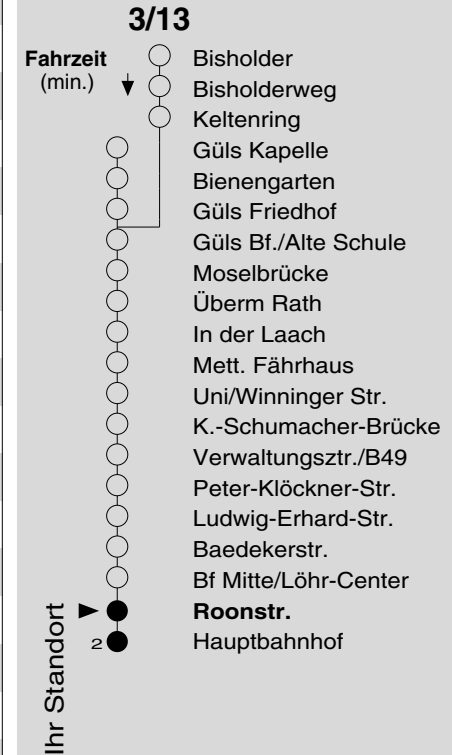 3/13
Fahrzeit
(min.)
Bisholder
Bisholderweg
Keltenring
Güls Kapelle
Bienengarten
Güls Friedhof
Güls Bf./Alte Schule
Moselbrücke
Überm Rath
In der Laach
Mett. Fährhaus
Uni/Winninger Str.
K.-Schumacher-Brücke
Verwaltungsztr./B49
Peter-Klöckner-Str.
Ludwig-Erhard-Str.
Baedekerstr.
Bf Mitte/Löhr-Center
Roonstr.
2 Hauptbahnhof
Ihr Standort